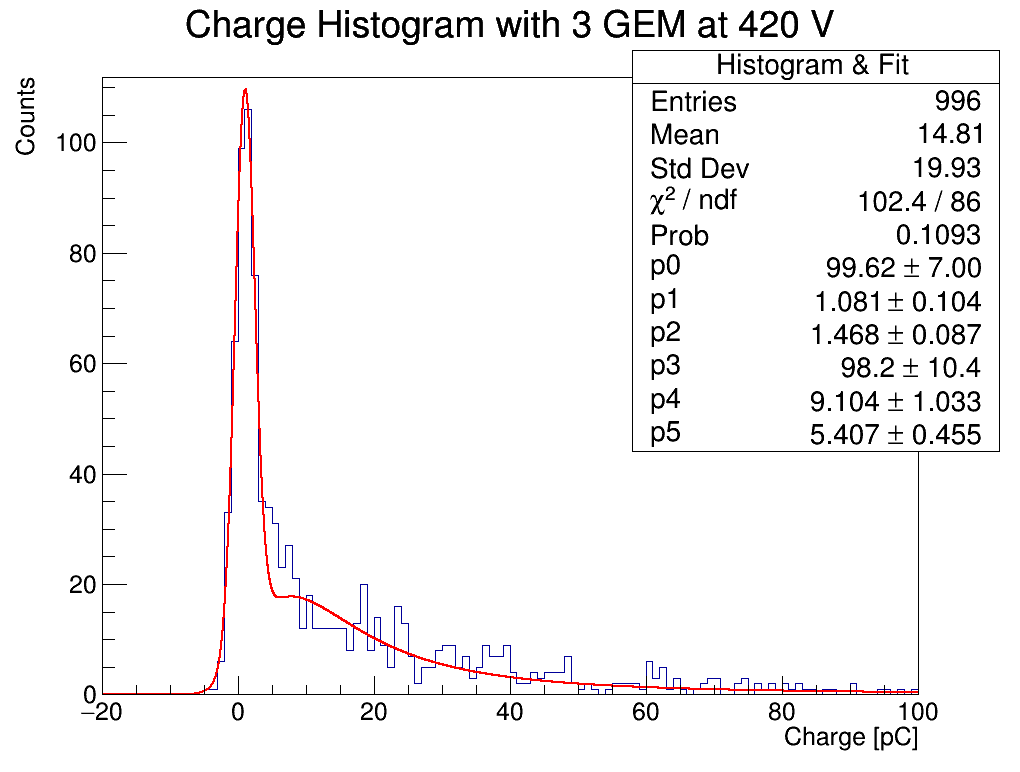 Charge Histogram with 3 GEM at 420 V
Histogram & Fit
Entries 996
Mean 14.81
Std Dev 19.93
χ² / ndf 102.4 / 86
Prob 0.1093
p0 99.62 ± 7.00
p1 1.081 ± 0.104
p2 1.468 ± 0.087
p3 98.2 ± 10.4
p4 9.104 ± 1.033
p5 5.407 ± 0.455
Counts
100
80
60
40
20
0
−20 0 20 40 60 80 100
Charge [pC]